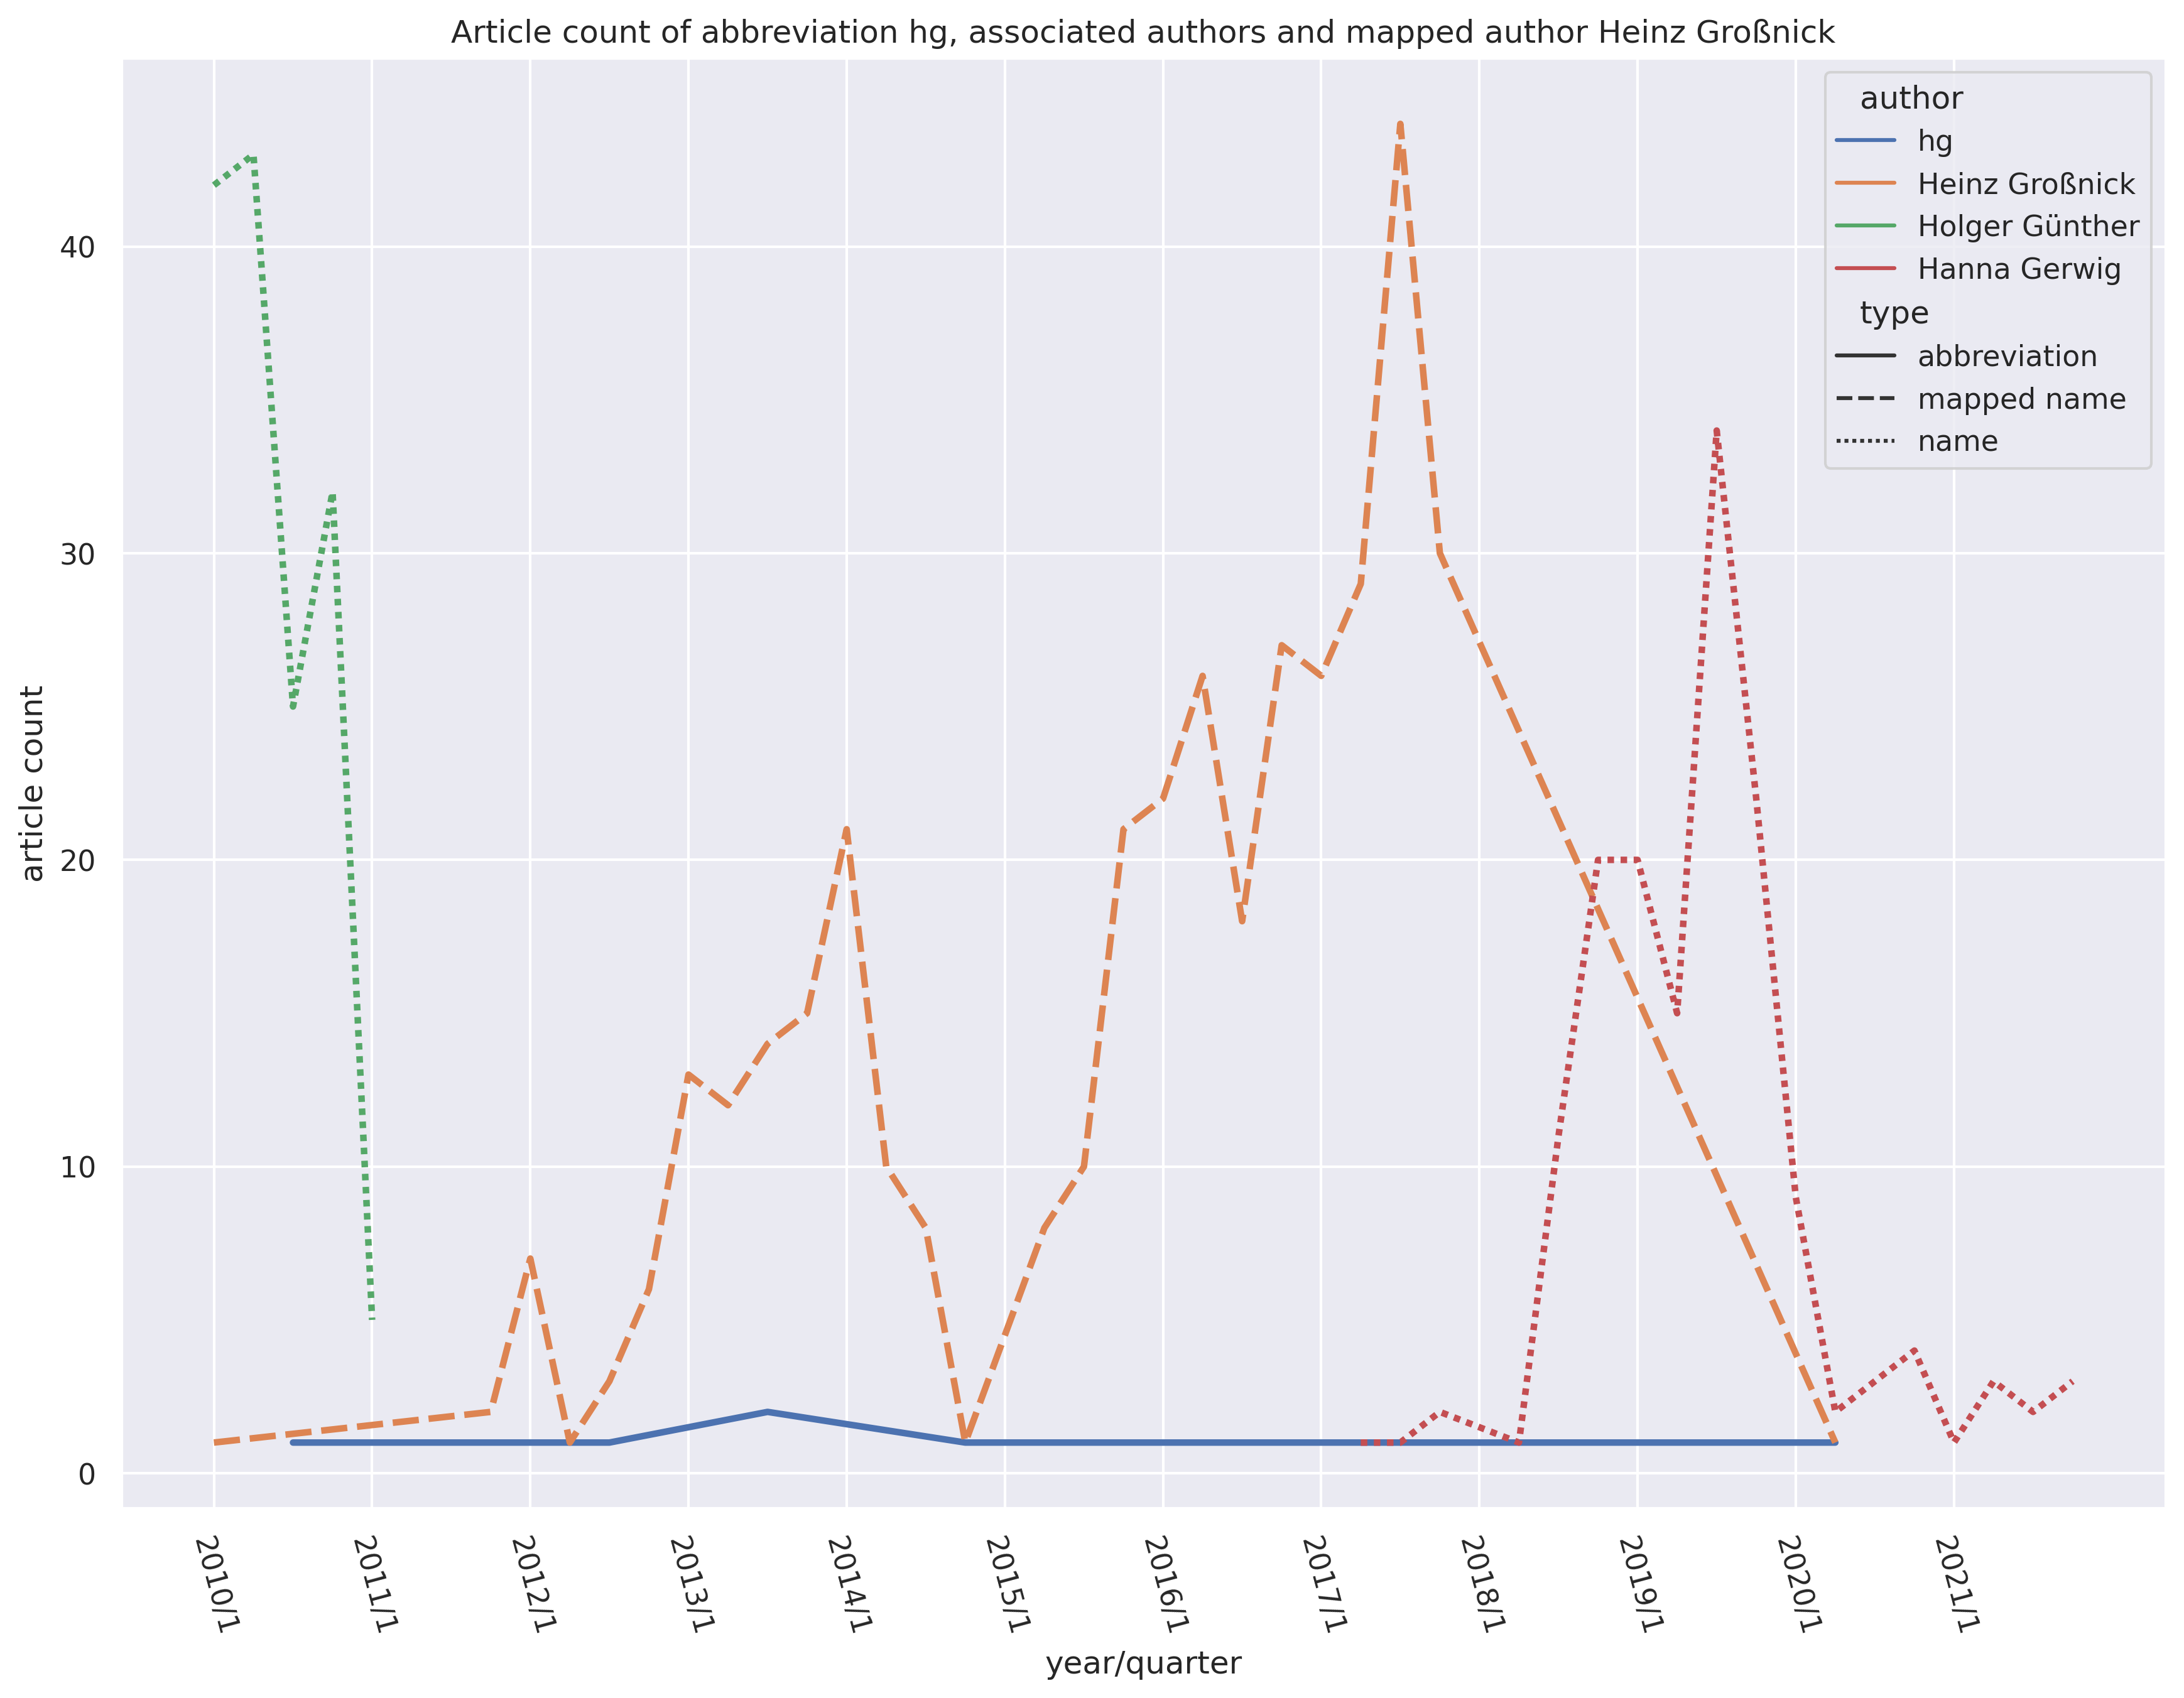 Article count of abbreviation hg, associated authors and mapped author Heinz Großnick
author
hg
Heinz Großnick
Holger Günther
Hanna Gerwig
type
abbreviation
mapped name
name
article count
40
30
20
10
0
2010/1
2011/1
2012/1
2013/1
2014/1
2015/1
2016/1
2017/1
2018/1
2019/1
2020/1
2021/1
year/quarter